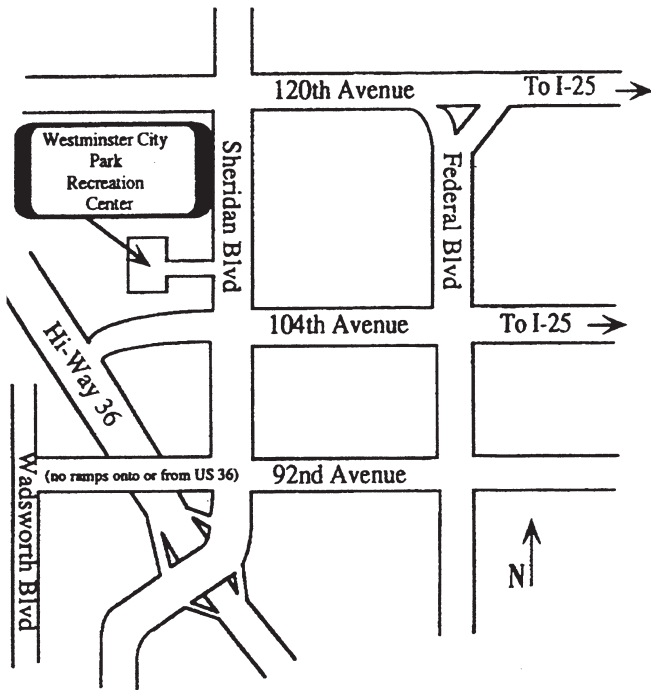 120th Avenue
To I-25
Westminster City
Park
Recreation
Center
Sheridan Blvd
Federal Blvd
104th Avenue
To I-25
Hi-Way 36
Wadsworth Blvd
(no ramps onto or from US 36)
92nd Avenue
N